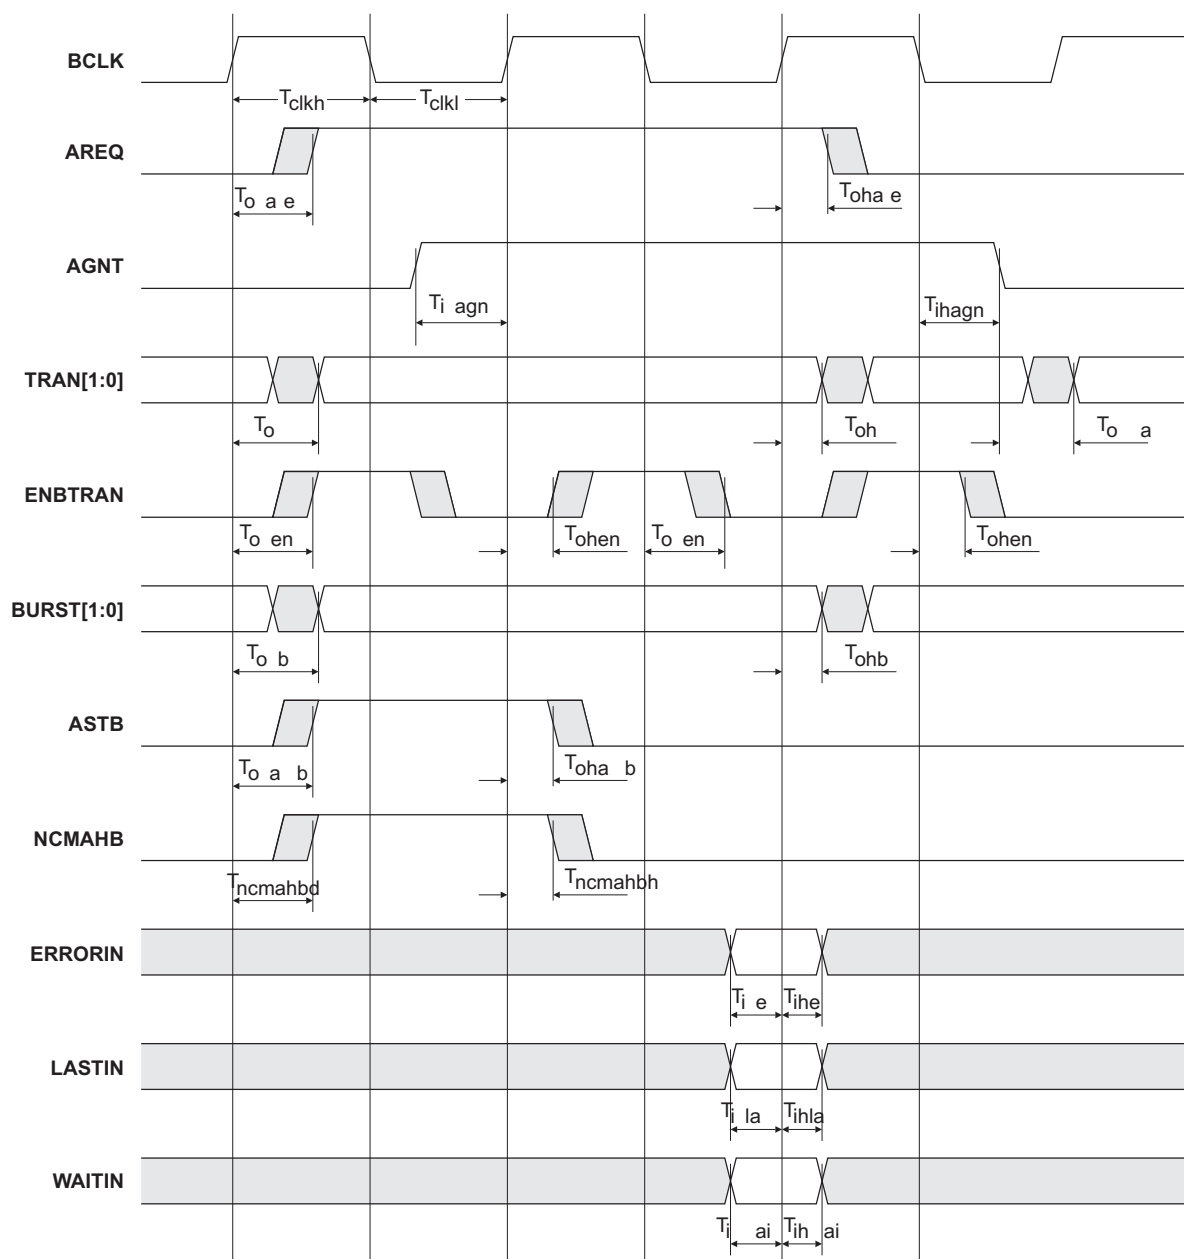 BCLK
Tclkh
Tclkl
AREQ
To a e
Toha e
AGNT
Ti agn
Tihagn
TRAN[1:0]
To
Toh
To a
ENBTRAN
To en
Tohen
To en
Tohen
BURST[1:0]
To b
Tohb
ASTB
To a b
Toha b
NCMAHB
Tncmahbd
Tncmahbh
ERRORIN
Ti e
Tihe
LASTIN
Ti la
Tihla
WAITIN
Ti ai
Tih ai